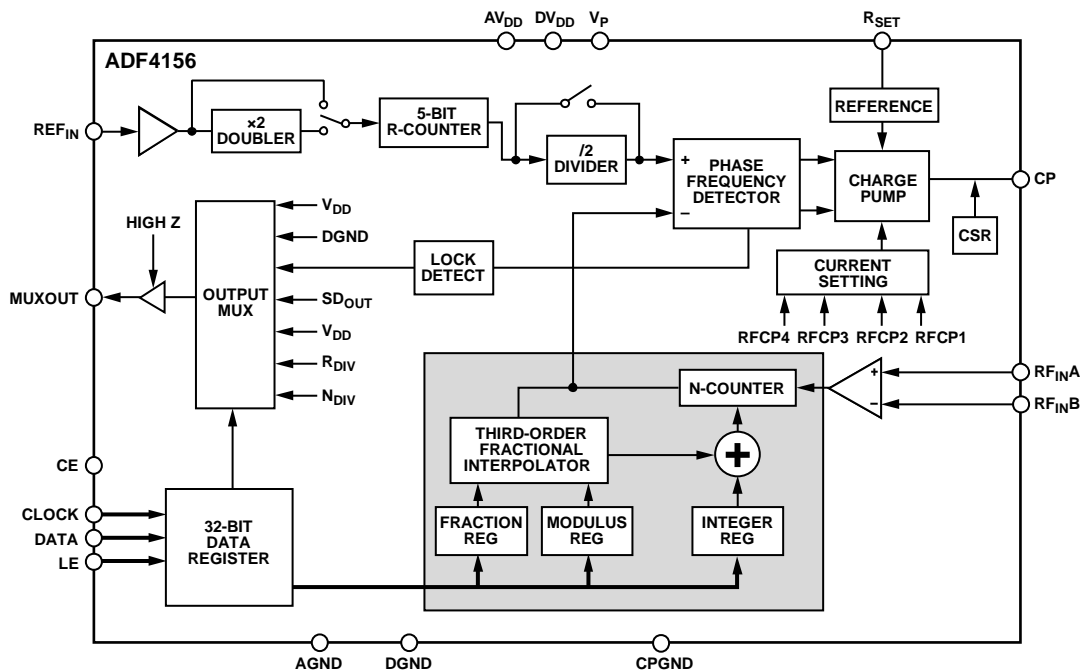 AVDD DVDD VP RSET
ADF4156
REFIN
×2
DOUBLER
5-BIT
R-COUNTER
/2
DIVIDER
+
–
PHASE
FREQUENCY
DETECTOR
REFERENCE
CHARGE
PUMP
CP
CSR
HIGH Z
MUXOUT
OUTPUT
MUX
VDD
DGND
LOCK
DETECT
SDOUT
VDD
RDIV
NDIV
CURRENT
SETTING
RFCP4 RFCP3 RFCP2 RFCP1
N-COUNTER
+
–
RFINA
RFINB
THIRD-ORDER
FRACTIONAL
INTERPOLATOR
+
CE
CLOCK
DATA
LE
32-BIT
DATA
REGISTER
FRACTION
REG
MODULUS
REG
INTEGER
REG
AGND DGND CPGND